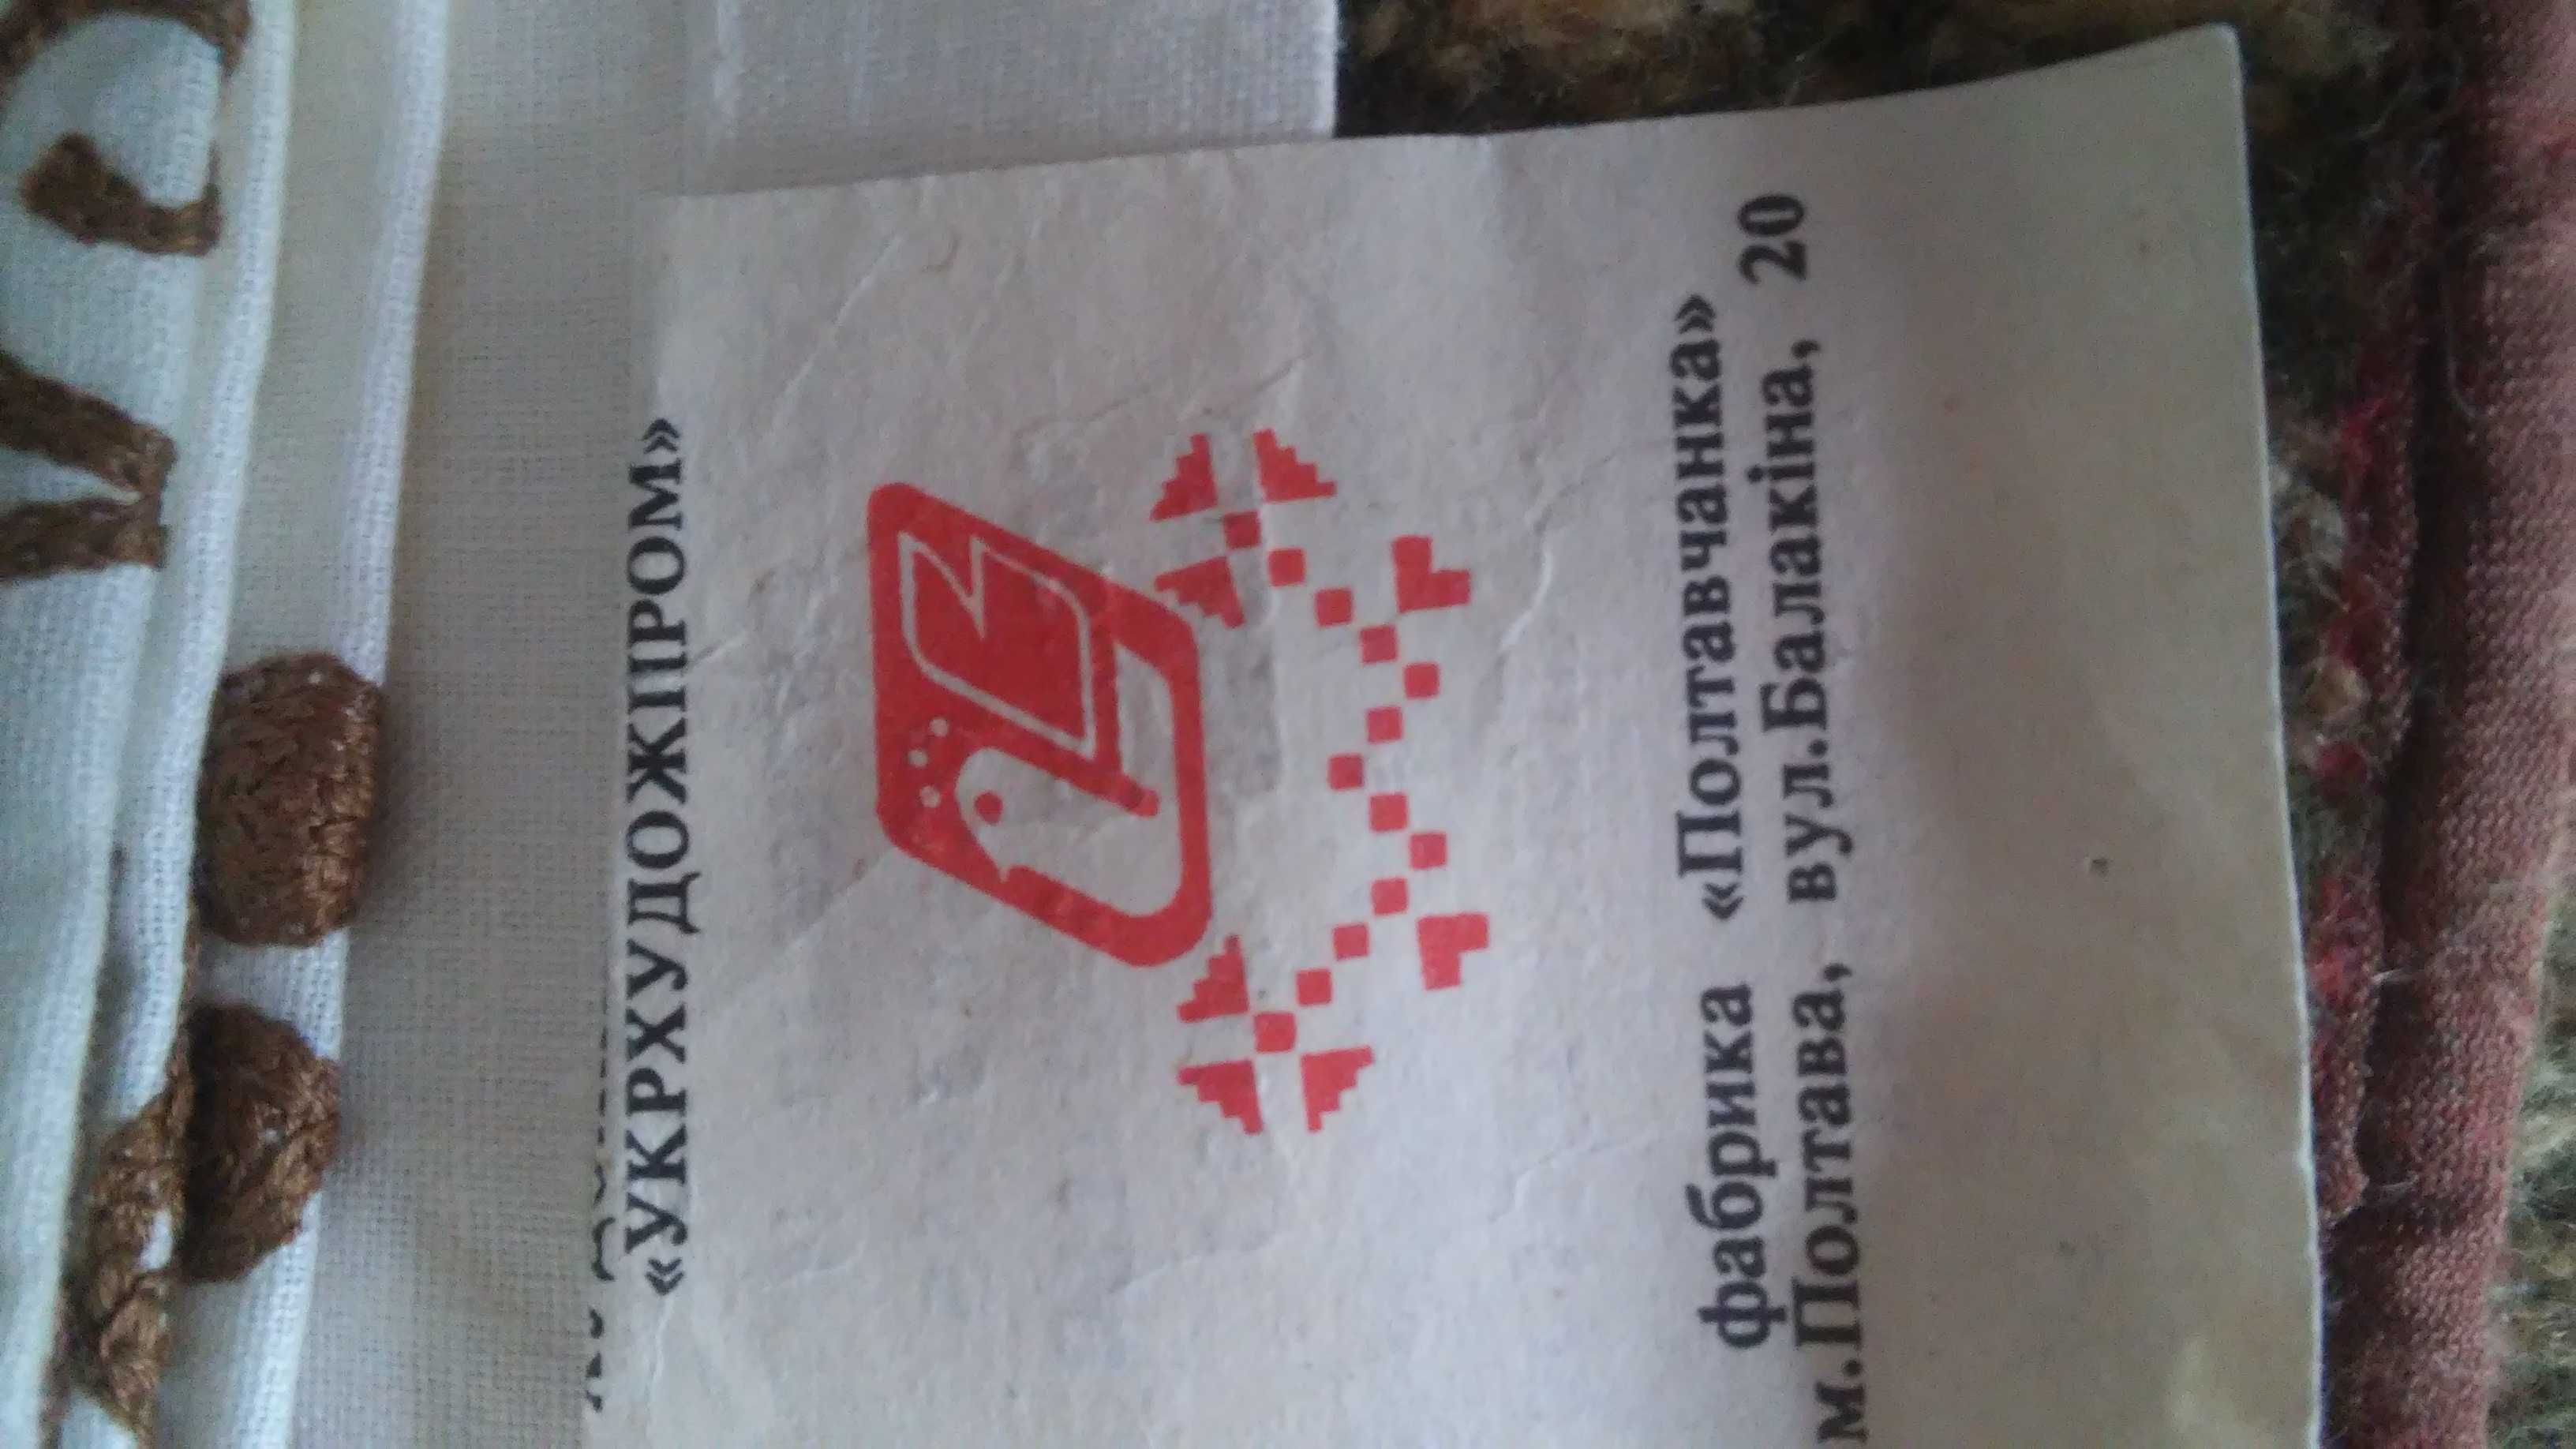 «УКРХУДОЖПРОМ»
фабрика «Полтавчанка»
м.Полтава, вул.Балакіна, 20